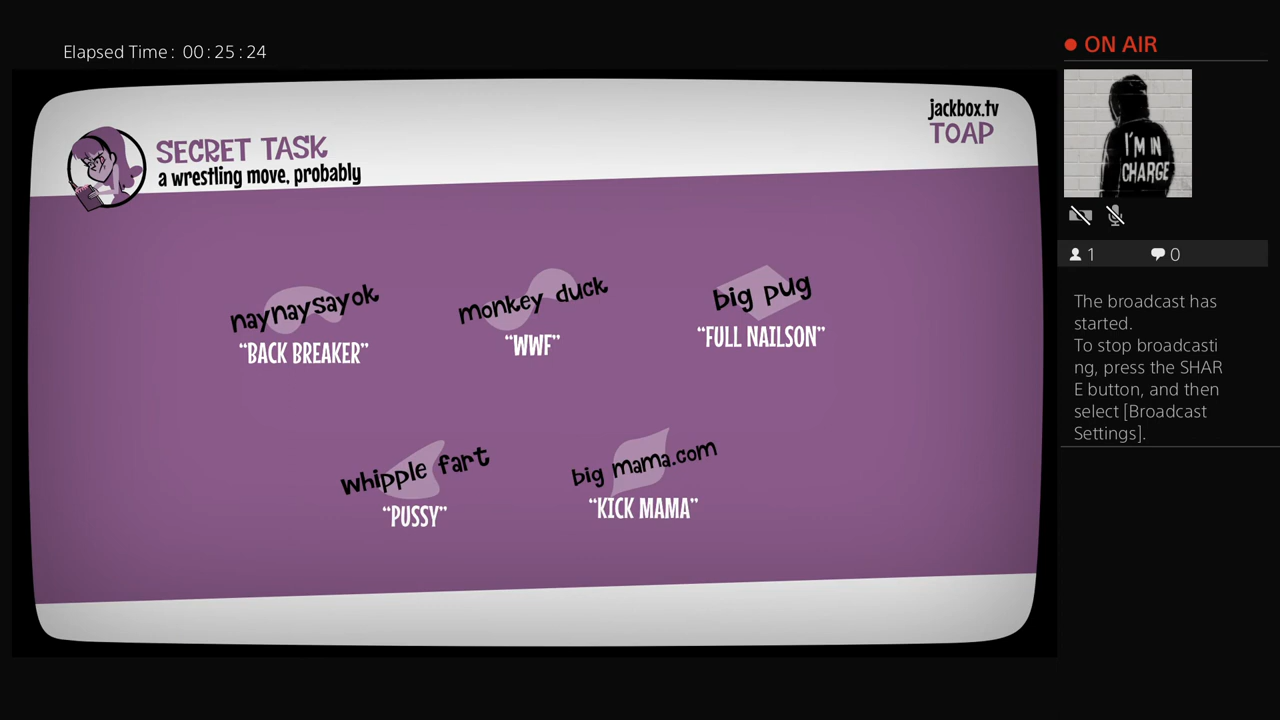 Elapsed Time: 00:25:24
ON AIR
jackbox.tv
TOAP
SECRET TASK
a wrestling move, probably
I'M IN
CHARGE
1 0
naynaysayok
"BACK BREAKER"
monkey duck
"WWF"
big pug
"FULL NAILSON"
whipple fart
"PUSSY"
big mama.com
"KICK MAMA"
The broadcast has
started.
To stop broadcasti
ng, press the SHAR
E button, and then
select [Broadcast
Settings].